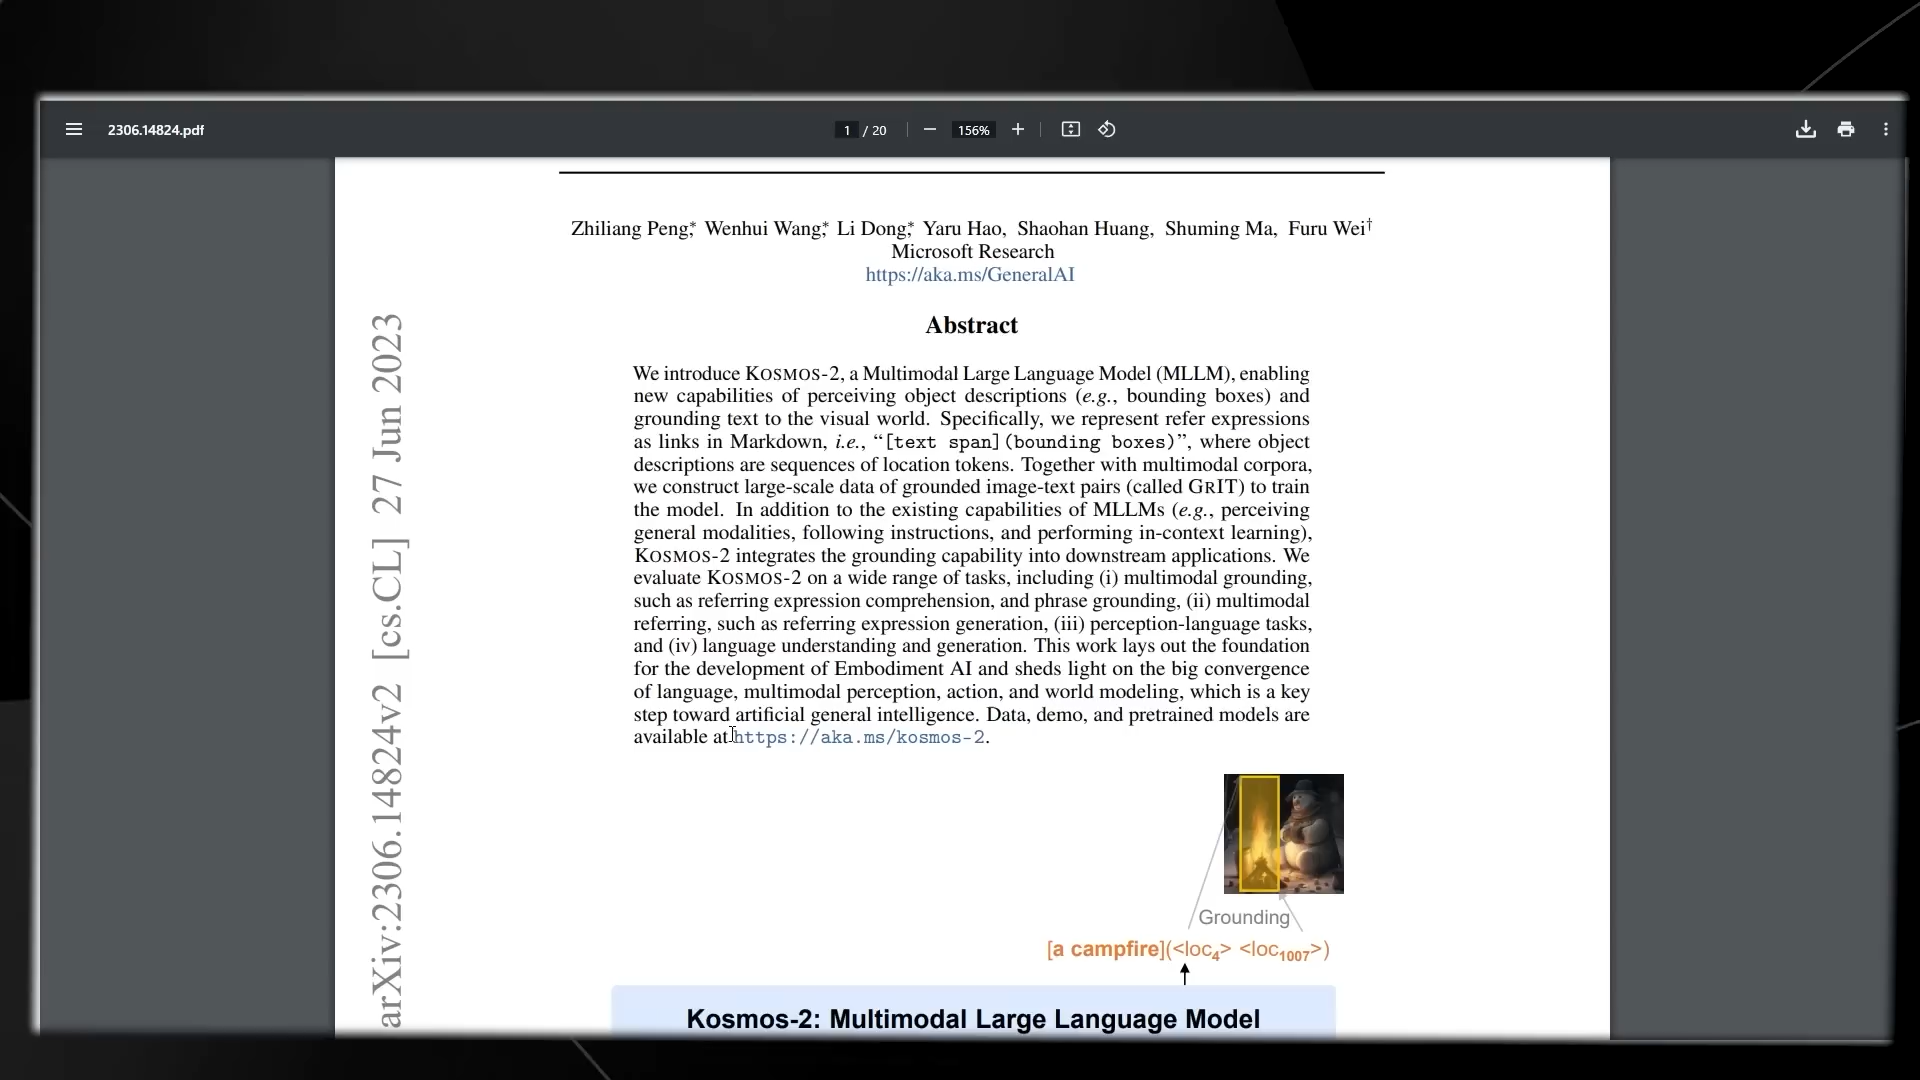 2306.14824.pdf
1 / 20
156%
Zhiliang Peng,* Wenhui Wang,* Li Dong,* Yaru Hao, Shaohan Huang, Shuming Ma, Furu Wei†
Microsoft Research
https://aka.ms/GeneralAI
Abstract
We introduce KOSMOS-2, a Multimodal Large Language Model (MLLM), enabling
new capabilities of perceiving object descriptions (e.g., bounding boxes) and
grounding text to the visual world. Specifically, we represent refer expressions
as links in Markdown, i.e., “[text span](bounding boxes)”, where object
descriptions are sequences of location tokens. Together with multimodal corpora,
we construct large-scale data of grounded image-text pairs (called GRIT) to train
the model. In addition to the existing capabilities of MLLMs (e.g., perceiving
general modalities, following instructions, and performing in-context learning),
KOSMOS-2 integrates the grounding capability into downstream applications. We
evaluate KOSMOS-2 on a wide range of tasks, including (i) multimodal grounding,
such as referring expression comprehension, and phrase grounding, (ii) multimodal
referring, such as referring expression generation, (iii) perception-language tasks,
and (iv) language understanding and generation. This work lays out the foundation
for the development of Embodiment AI and sheds light on the big convergence
of language, multimodal perception, action, and world modeling, which is a key
step toward artificial general intelligence. Data, demo, and pretrained models are
available at https://aka.ms/kosmos-2.
arXiv:2306.14824v2 [cs.CL] 27 Jun 2023
Grounding
[a campfire](<loc4> <loc1007>)
Kosmos-2: Multimodal Large Language Model